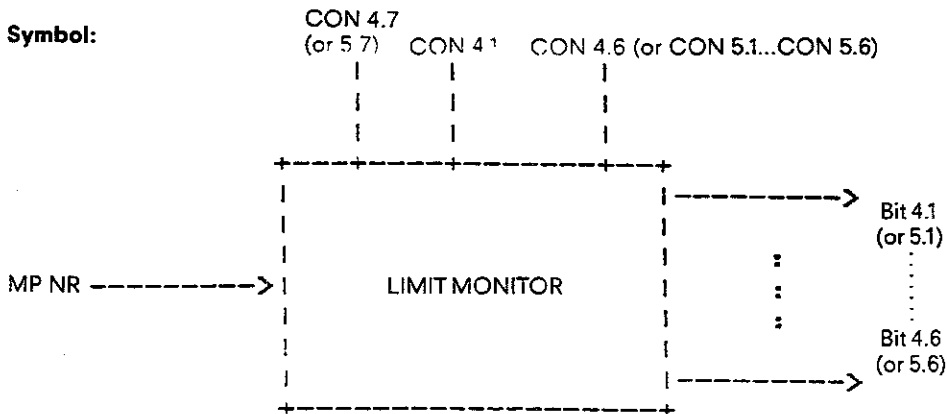 Symbol:
CON 4.7
(or 5.7)
CON 4.1
CON 4.6 (or CON 5.1...CON 5.6)
MP NR
LIMIT MONITOR
Bit 4.1
(or 5.1)
Bit 4.6
(or 5.6)